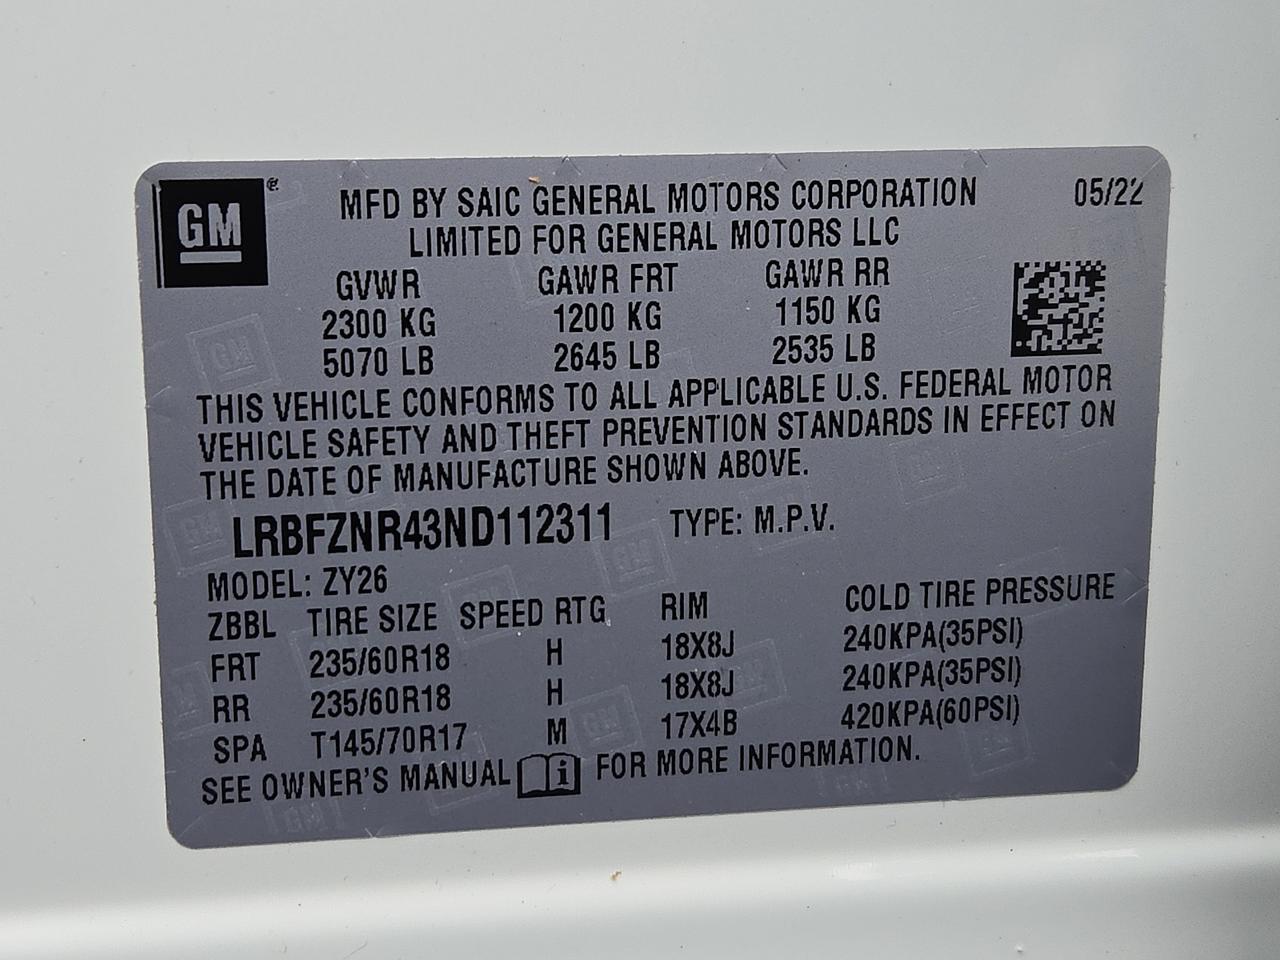 GM
MFD BY SAIC GENERAL MOTORS CORPORATION 05/22
LIMITED FOR GENERAL MOTORS LLC
GVWR GAWR FRT GAWR RR
2300 KG 1200 KG 1150 KG
5070 LB 2645 LB 2535 LB
THIS VEHICLE CONFORMS TO ALL APPLICABLE U.S. FEDERAL MOTOR
VEHICLE SAFETY AND THEFT PREVENTION STANDARDS IN EFFECT ON
THE DATE OF MANUFACTURE SHOWN ABOVE.
LRBFZNR43ND112311 TYPE: M.P.V.
MODEL: ZY26
ZBBL TIRE SIZE SPEED RTG RIM COLD TIRE PRESSURE
FRT 235/60R18 H 18X8J 240KPA(35PSI)
RR 235/60R18 H 18X8J 240KPA(35PSI)
SPA T145/70R17 M 17X4B 420KPA(60PSI)
SEE OWNER'S MANUAL i FOR MORE INFORMATION.